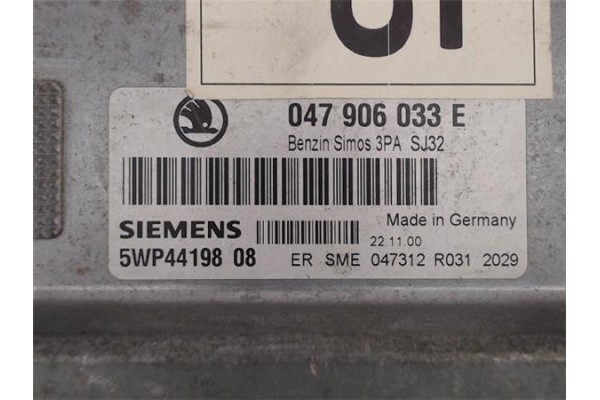 047 906 033 E
Benzin Simos 3PA SJ32
SIEMENS
Made in Germany
22.11.00
5WP44198 08
ER SME 047312 R031 2029